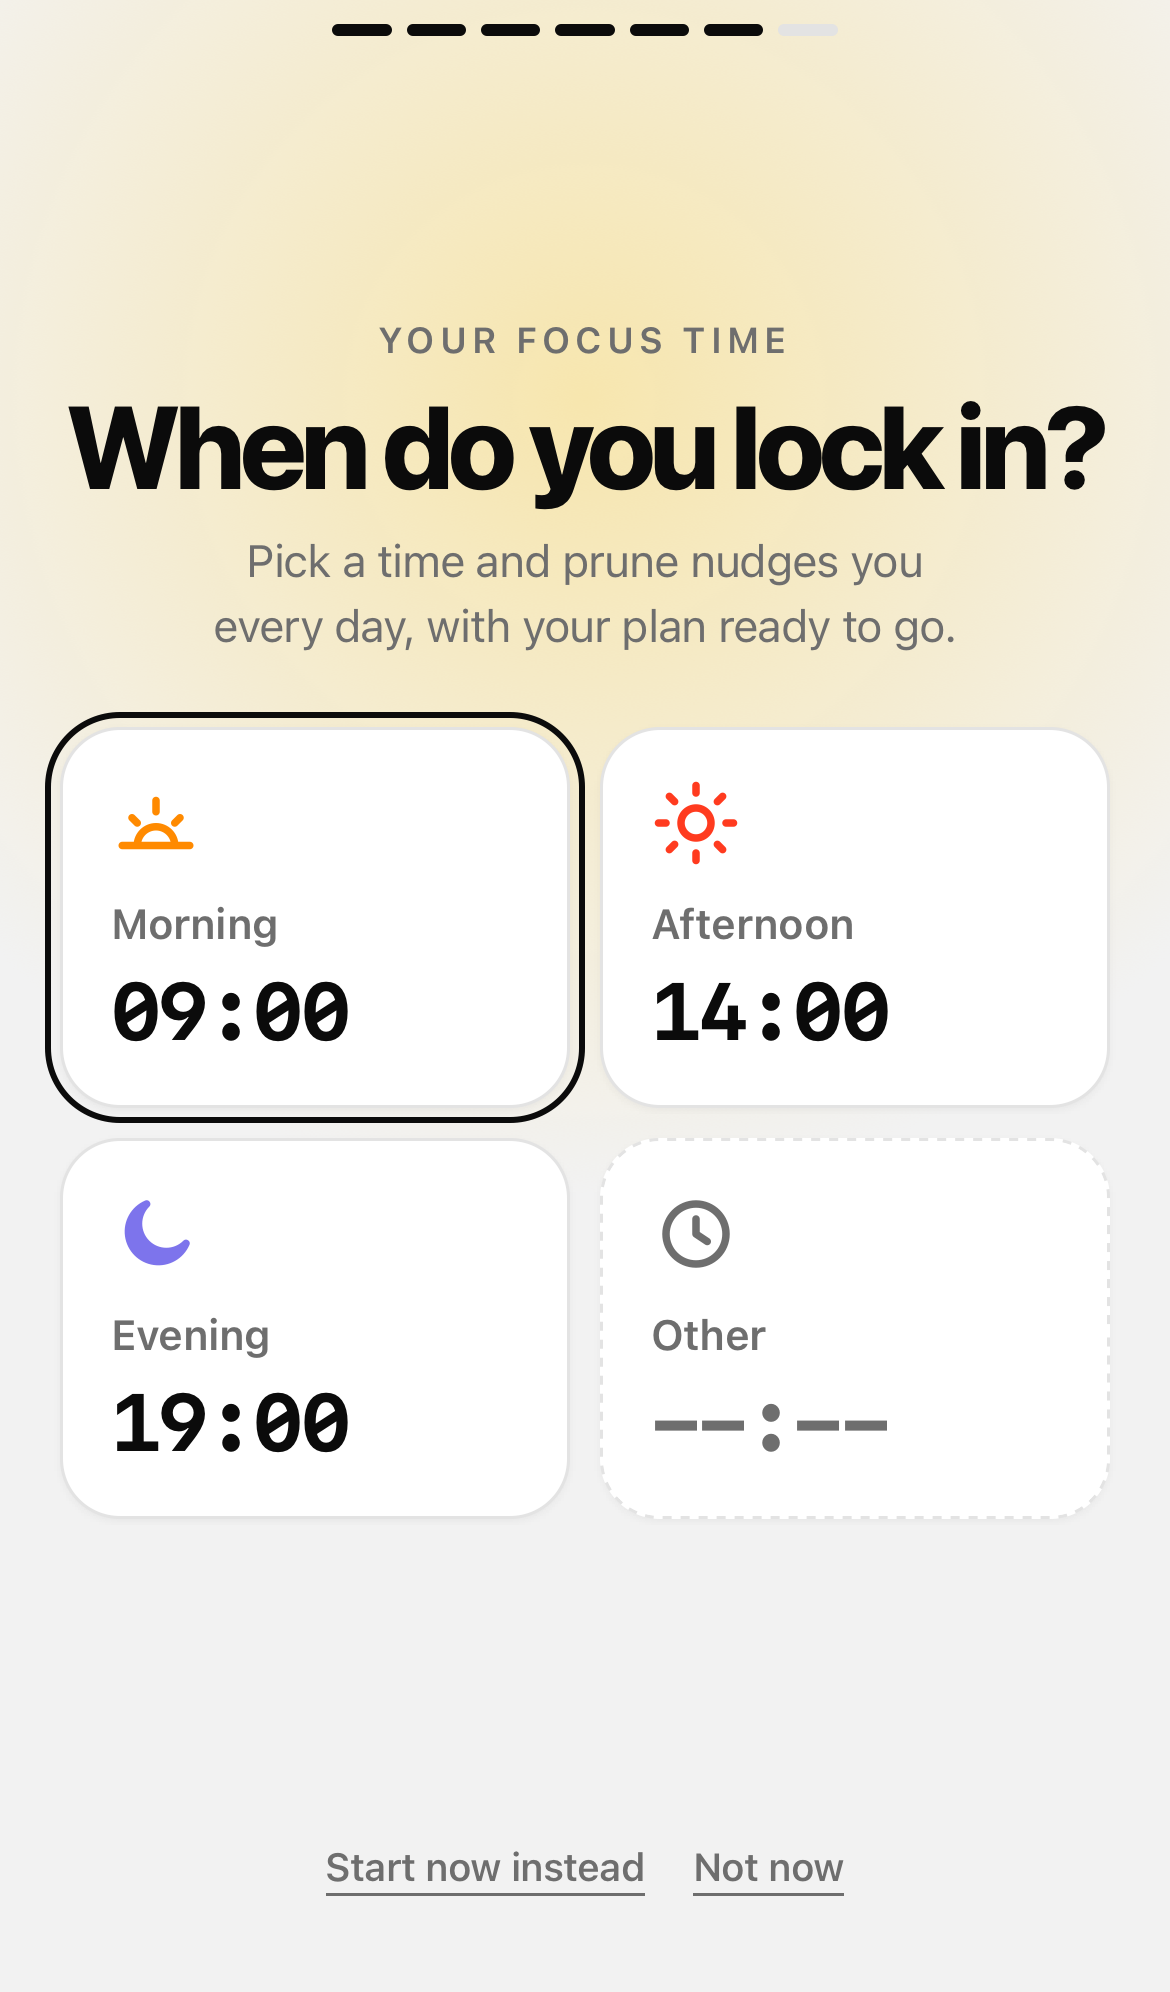 YOUR FOCUS TIME
When do you lock in?
Pick a time and prune nudges you
every day, with your plan ready to go.
Morning
09:00
Afternoon
14:00
Evening
19:00
Other
--:--
Start now instead
Not now